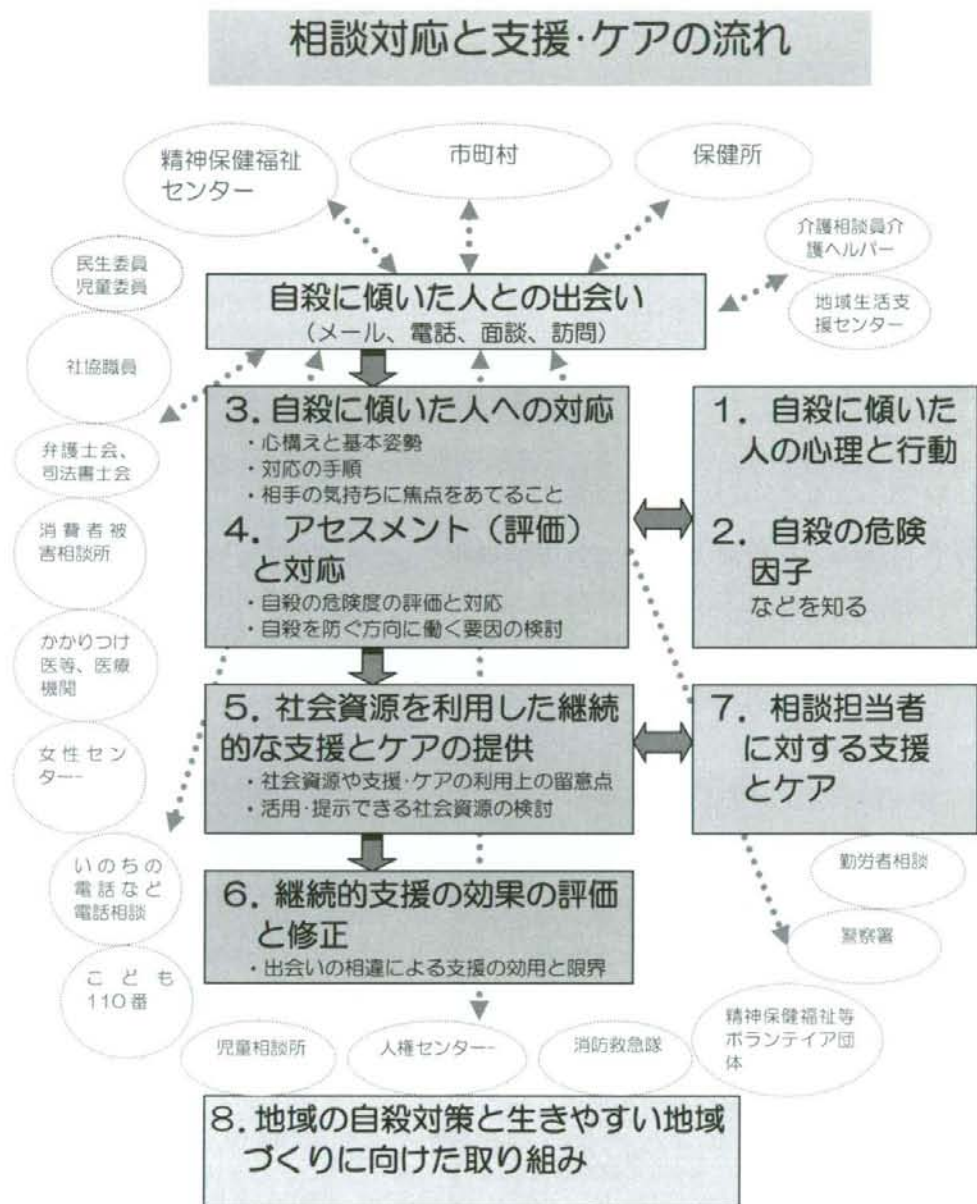 相談対応と支援・ケアの流れ
精神保健福祉
センター
市町村
保健所
介護相談員介
護ヘルパー
地域生活支
援センター
民生委員
児童委員
社協職員
弁護士会、
司法書士会
消費者被
害相談所
かかりつけ
医等、医療
機関
女性セン
ター-
いのちの
電話など
電話相談
こども
110番
自殺に傾いた人との出会い
（メール、電話、面談、訪問）
3．自殺に傾いた人への対応
・心構えと基本姿勢
・対応の手順
・相手の気持ちに焦点をあてること
4．アセスメント（評価）
と対応
・自殺の危険度の評価と対応
・自殺を防ぐ方向に働く要因の検討
1．自殺に傾いた
人の心理と行動
2．自殺の危険
因子
などを知る
5．社会資源を利用した継続
的な支援とケアの提供
・社会資源や支援・ケアの利用上の留意点
・活用・提示できる社会資源の検討
7．相談担当者
に対する支援
とケア
6．継続的支援の効果の評価
と修正
・出会いの相違による支援の効用と限界
勤労者相談
警察署
精神保健福祉等
ボランテイア団
体
児童相談所
人権センター-
消防救急隊
8．地域の自殺対策と生きやすい地域
づくりに向けた取り組み